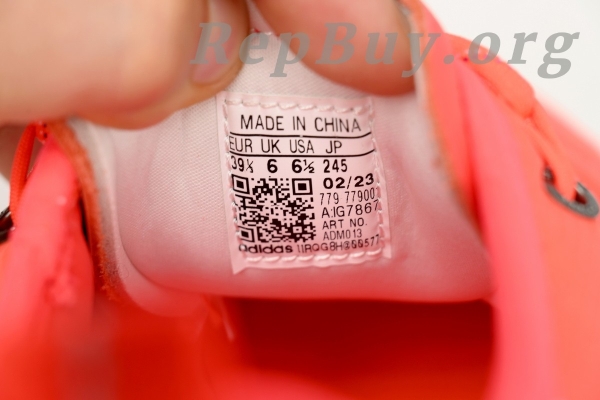 RepBuy.org
MADE IN CHINA
EUR UK USA JP
39⅓ 6 6½ 245
02/23
779 77900
A:IG7867
ART NO.
ADM013
adidas